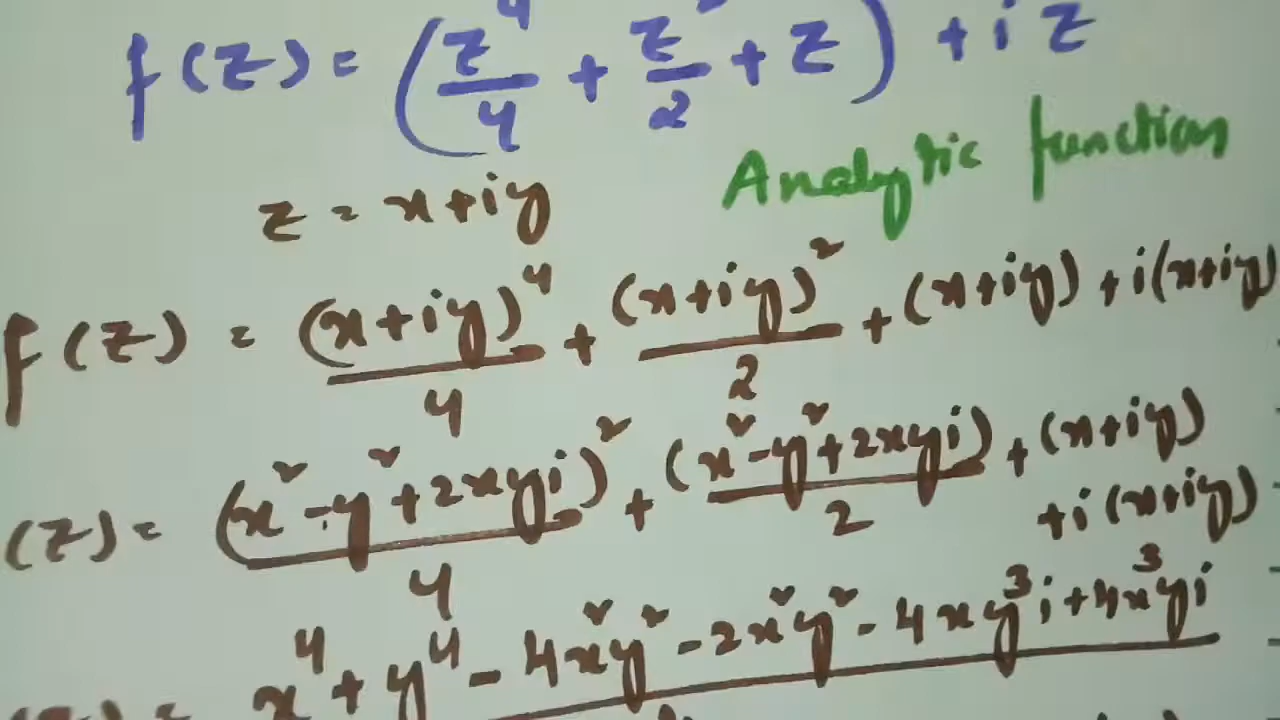 f(z) = (z⁴/4 + z²/2 + z) + i z
Analytic function
z = x+iy
f(z) = (x+iy)⁴/4 + (x+iy)²/2 + (x+iy) + i(x+iy)
(z) = (x²-y²+2xyi)²/4 + (x²-y²+2xyi)/2 + (x+iy)
+i(x+iy)
x⁴+y⁴-4x²y²-2x²y²-4xy³i+4x³yi